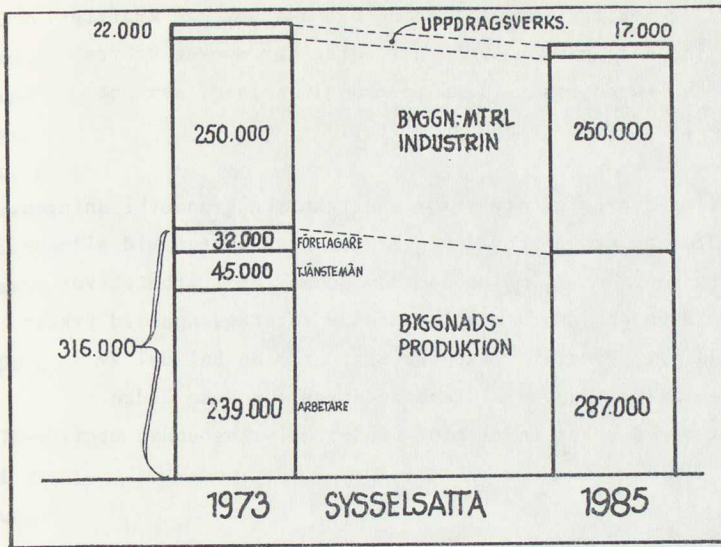 22.000
UPPDRAGSVERKS.
17.000
250.000
BYGGN.-MTRL
INDUSTRIN
250.000
32.000 FÖRETAGARE
45.000 TJÄNSTEMÄN
BYGGNADS-
PRODUKTION
316.000
239.000 ARBETARE
287.000
1973 SYSSELSATTA 1985